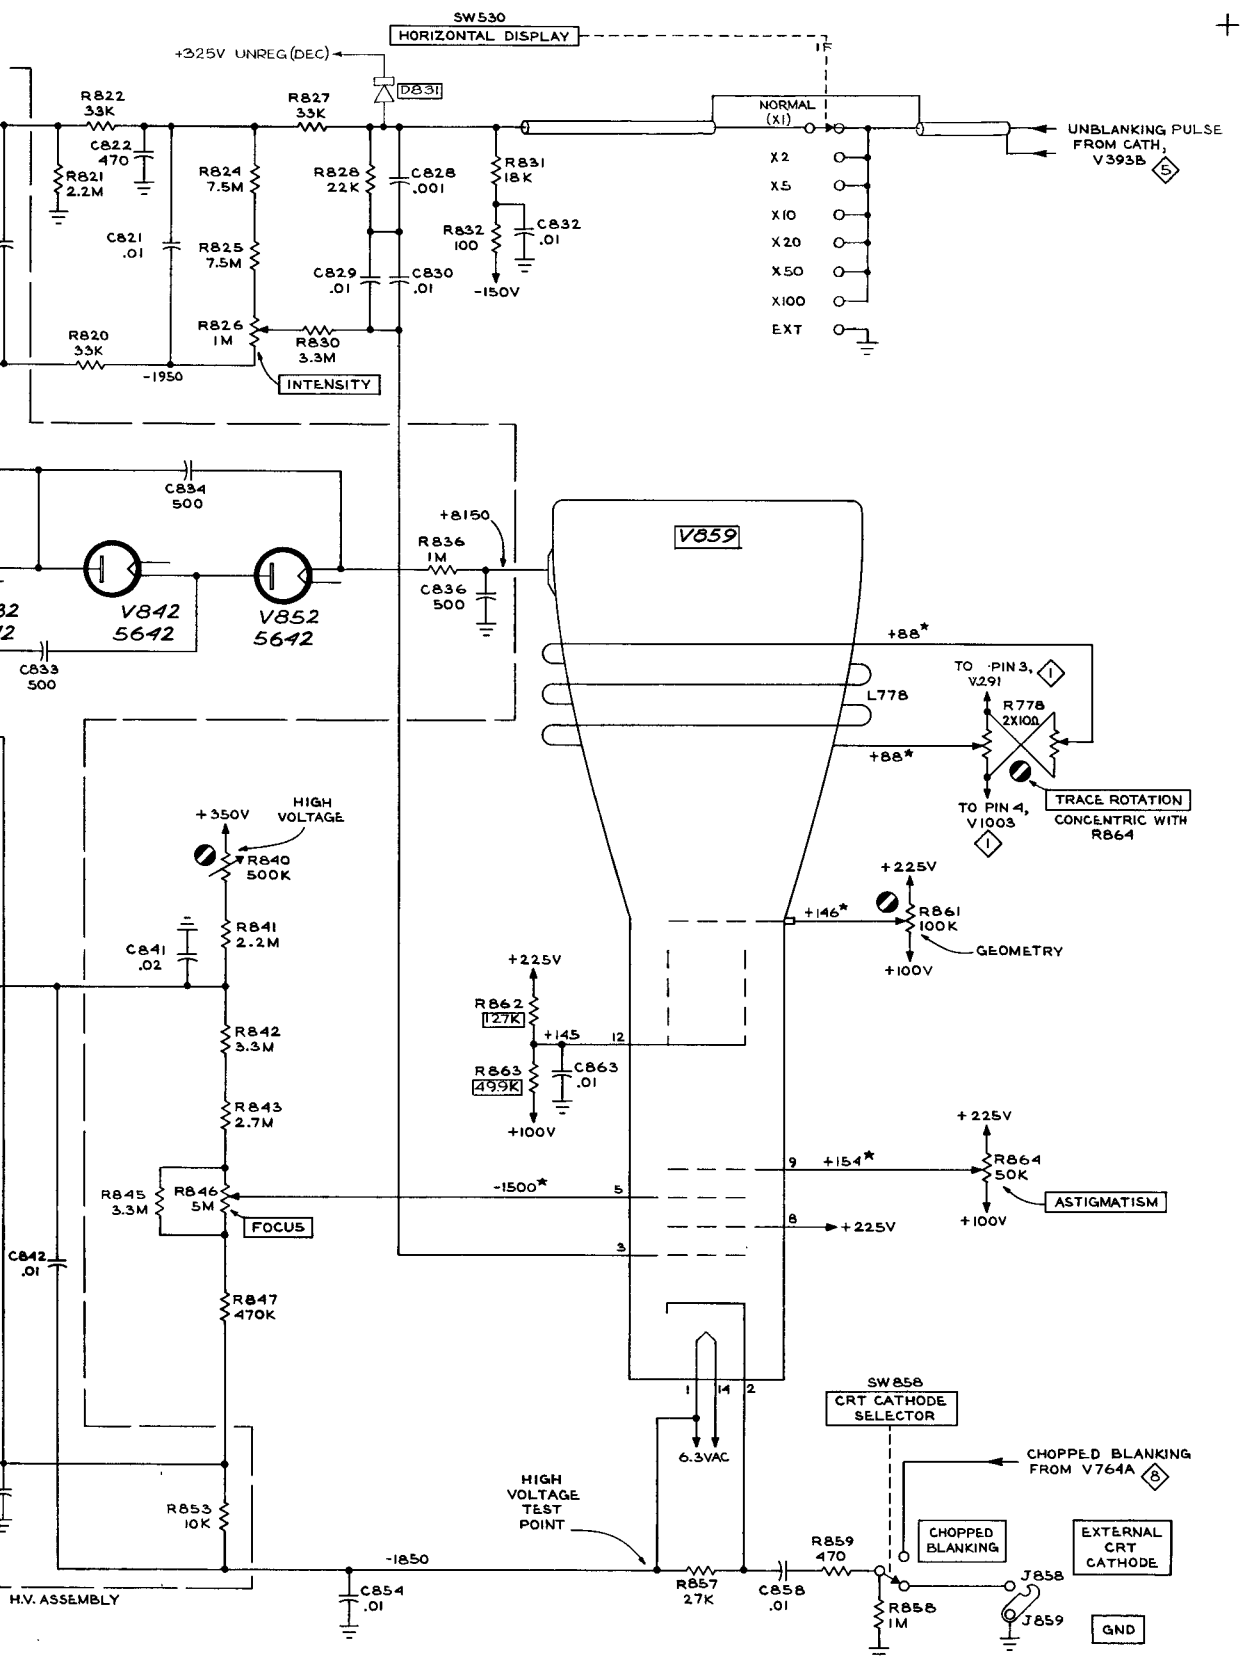 SW530
HORIZONTAL DISPLAY
1F
+325V UNREG(DEC)
D831
R822
33K
R827
33K
NORMAL
(X1)
UNBLANKING PULSE
FROM CATH,
V393B
5
C822
470
R821
2.2M
R824
7.5M
R828
22K
C828
.001
R831
18K
X2
X5
X10
X20
X50
X100
EXT
C821
.01
R825
7.5M
R832
100
C832
.01
C829
.01
C830
.01
-150V
R826
1M
R820
33K
R830
3.3M
-1950
INTENSITY
C834
500
+8150
R836
1M
C836
500
V859
V842
5642
V852
5642
C833
500
+88*
TO PIN 3,
V291
1
L778
R778
2X10Ω
+88*
TRACE ROTATION
CONCENTRIC WITH
R864
TO PIN 4,
V1003
1
HIGH
VOLTAGE
+350V
R840
500K
R841
2.2M
C841
.02
+225V
+146*
R861
100K
GEOMETRY
+100V
+225V
R862
127K
+145
12
R863
49.9K
C863
.01
+100V
R842
3.3M
R843
2.7M
+225V
9
+154*
R864
50K
ASTIGMATISM
+100V
R845
3.3M
R846
5M
FOCUS
-1500*
5
8
+225V
3
C842
.01
R847
470K
1
14
2
6.3VAC
SW858
CRT CATHODE
SELECTOR
CHOPPED BLANKING
FROM V764A
8
HIGH
VOLTAGE
TEST
POINT
R853
10K
CHOPPED
BLANKING
EXTERNAL
CRT
CATHODE
-1850
C854
.01
R857
27K
C858
.01
R859
470
R858
1M
J858
J859
GND
H.V. ASSEMBLY